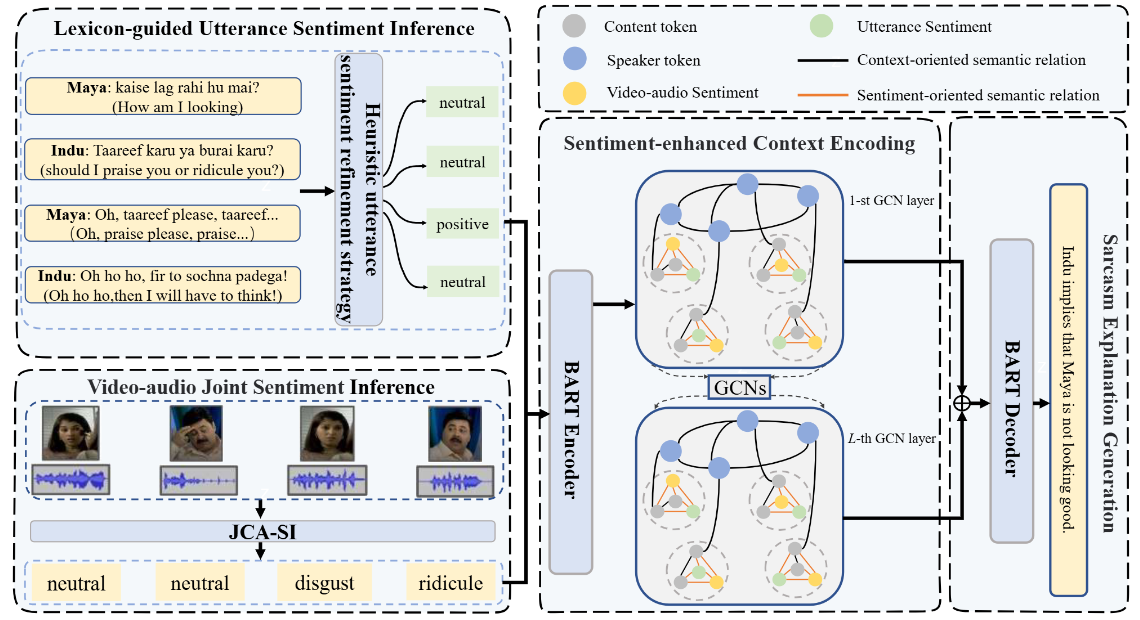 Lexicon-guided Utterance Sentiment Inference
Maya: kaise lag rahi hu mai?
(How am I looking)
Indu: Taareef karu ya burai karu?
(should I praise you or ridicule you?)
Maya: Oh, taareef please, taareef...
(Oh, praise please, praise...)
Indu: Oh ho ho, fir to sochna padega!
(Oh ho ho,then I will have to think!)
Heuristic utterance
sentiment refinement strategy
neutral
neutral
positive
neutral
Video-audio Joint Sentiment Inference
JCA-SI
neutral
neutral
disgust
ridicule
Content token
Speaker token
Video-audio Sentiment
Utterance Sentiment
Context-oriented semantic relation
Sentiment-oriented semantic relation
BART Encoder
Sentiment-enhanced Context Encoding
1-st GCN layer
GCNs
L-th GCN layer
BART Decoder
Indu implies that Maya is not looking good.
Sarcasm Explanation Generation